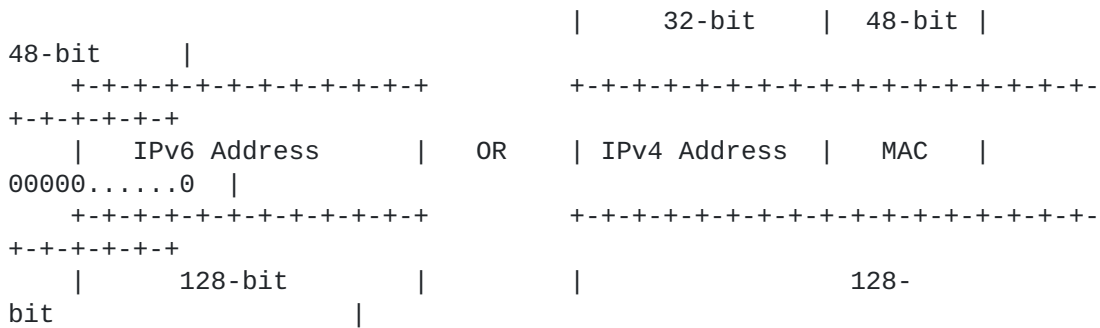 |     32-bit    |  48-bit |
48-bit     |
    +-+-+-+-+-+-+-+-+-+-+-+         +-+-+-+-+-+-+-+-+-+-+-+-+-+-+-+-+-
+-+-+-+-+-+
    |   IPv6 Address      |   OR    | IPv4 Address  |   MAC   |
00000......0  |
    +-+-+-+-+-+-+-+-+-+-+-+         +-+-+-+-+-+-+-+-+-+-+-+-+-+-+-+-+-
+-+-+-+-+-+
    |      128-bit        |         |                 128-
bit                   |